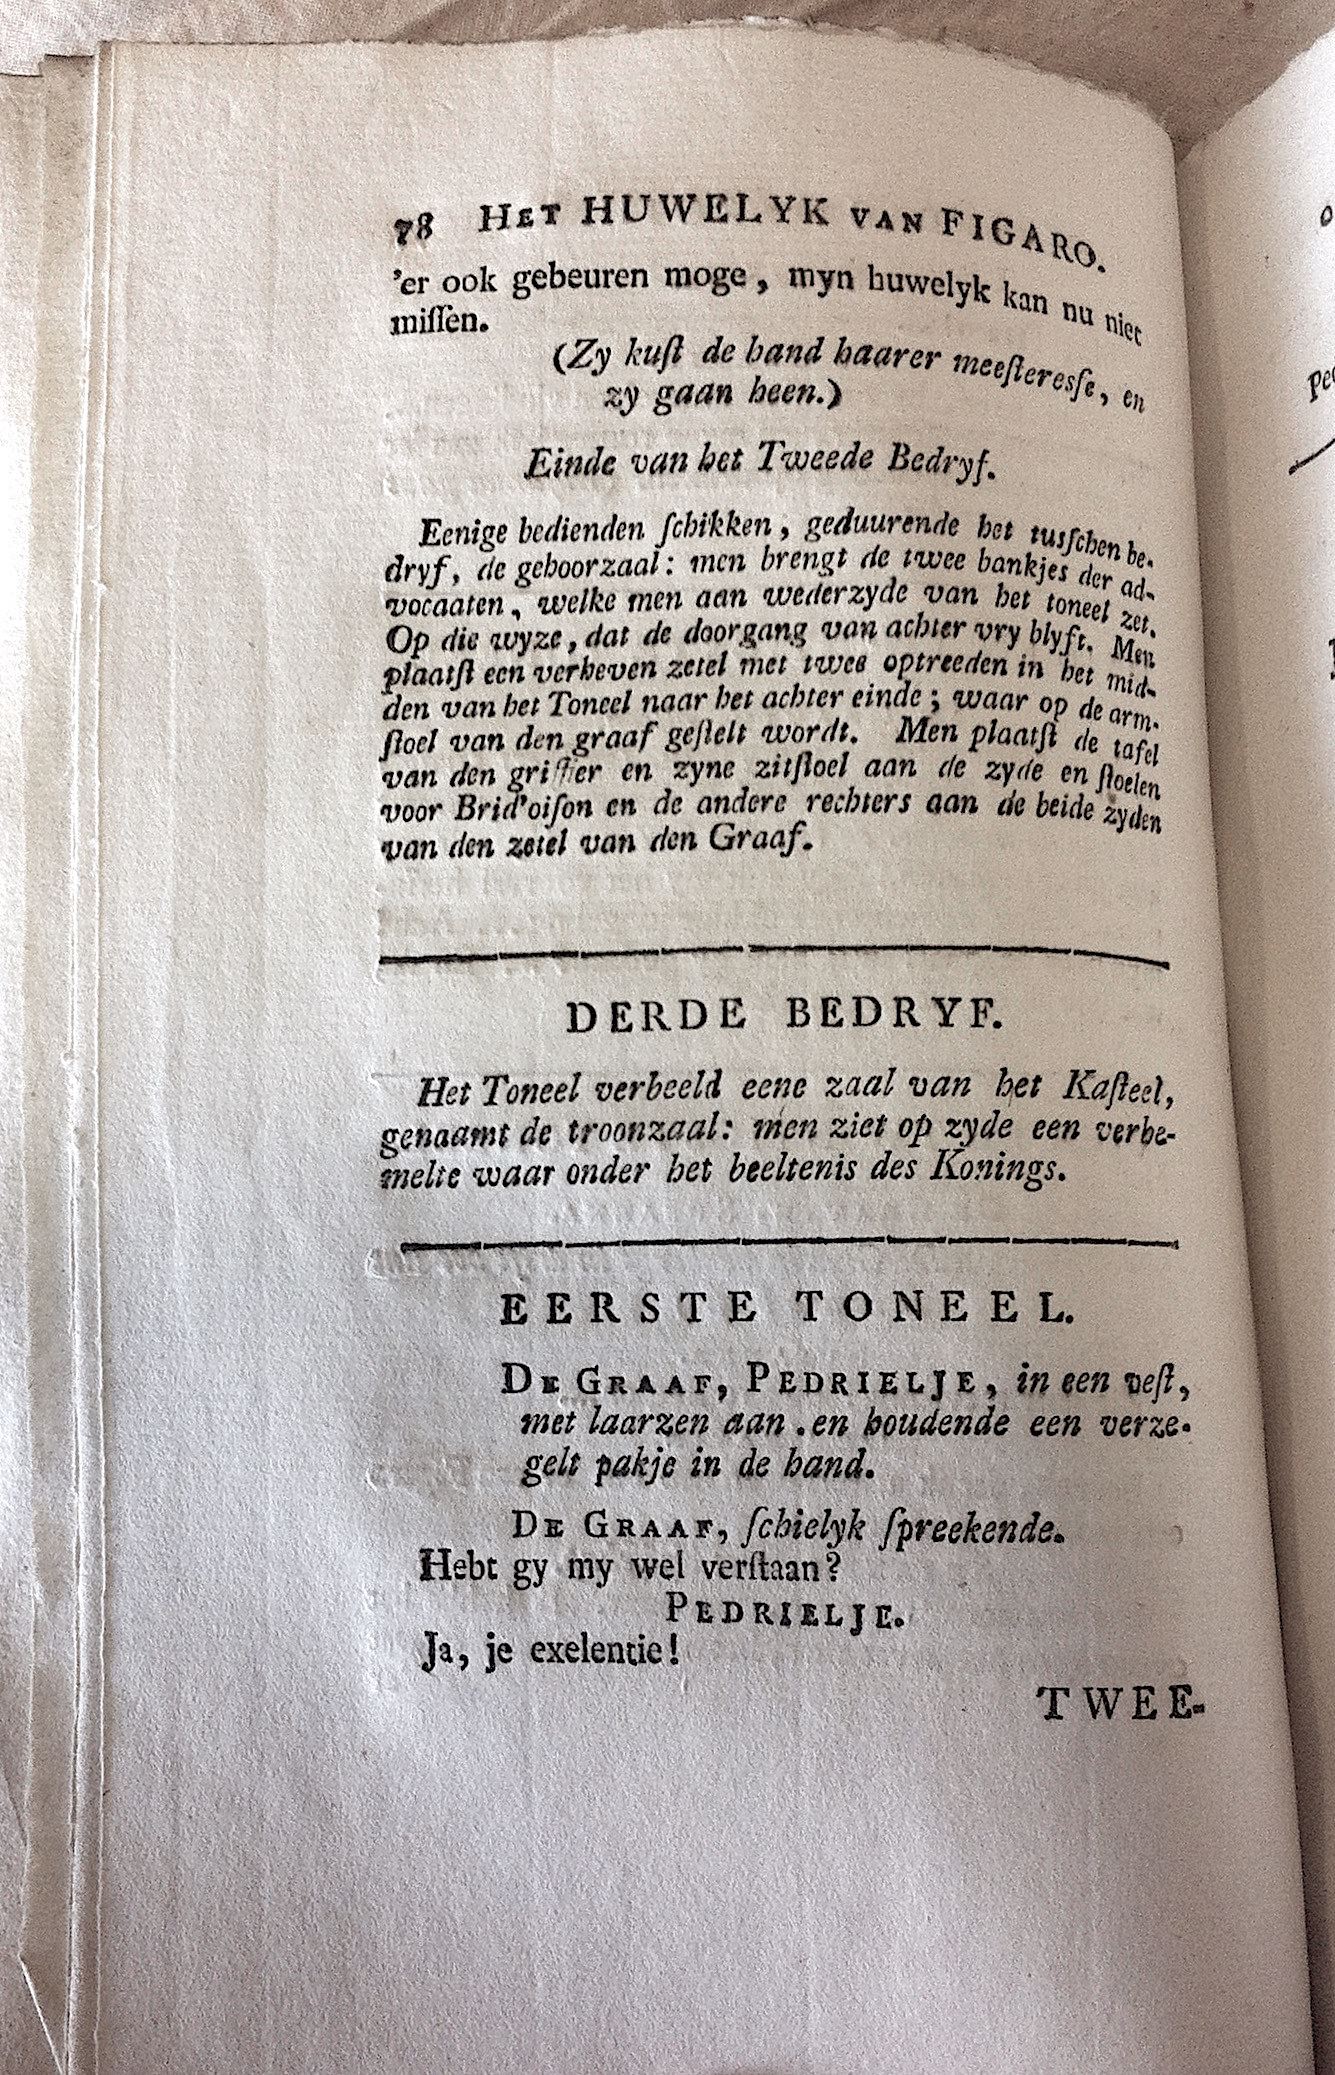 78 HET HUWELYK VAN FIGARO.
'er ook gebeuren moge, myn huwelyk kan nu niet
miſſen.
(Zy kuſt de hand haarer meeſteresſe, en
zy gaan heen.)
Einde van het Tweede Bedryf.
Eenige bedienden ſchikken, geduurende het tusſchen be-
dryf, de gehoorzaal: men brengt de twee bankjes der ad-
vocaaten, welke men aan wederzyde van het toneel zet.
Op die wyze, dat de doorgang van achter vry blyft. Men
plaatſt een verheven zetel met twee optreeden in het mid-
den van het Toneel naar het achter einde; waar op de arm-
ſtoel van den graaf geſtelt wordt. Men plaatſt de tafel
van den griffier en zyne zitſtoel aan de zyde en ſtoelen
voor Brid'oiſon en de andere rechters aan de beide zyden
van den zetel van den Graaf.
DERDE BEDRYF.
Het Toneel verbeeld eene zaal van het Kaſteel,
genaamt de troonzaal: men ziet op zyde een verhe-
melte waar onder het beeltenis des Konings.
EERSTE TONEEL.
DE GRAAF, PEDRIELJE, in een veſt,
met laarzen aan . en houdende een verze-
gelt pakje in de hand.
DE GRAAF, ſchielyk ſpreekende.
Hebt gy my wel verſtaan?
PEDRIELJE.
Ja, je exelentie!
TWEE-